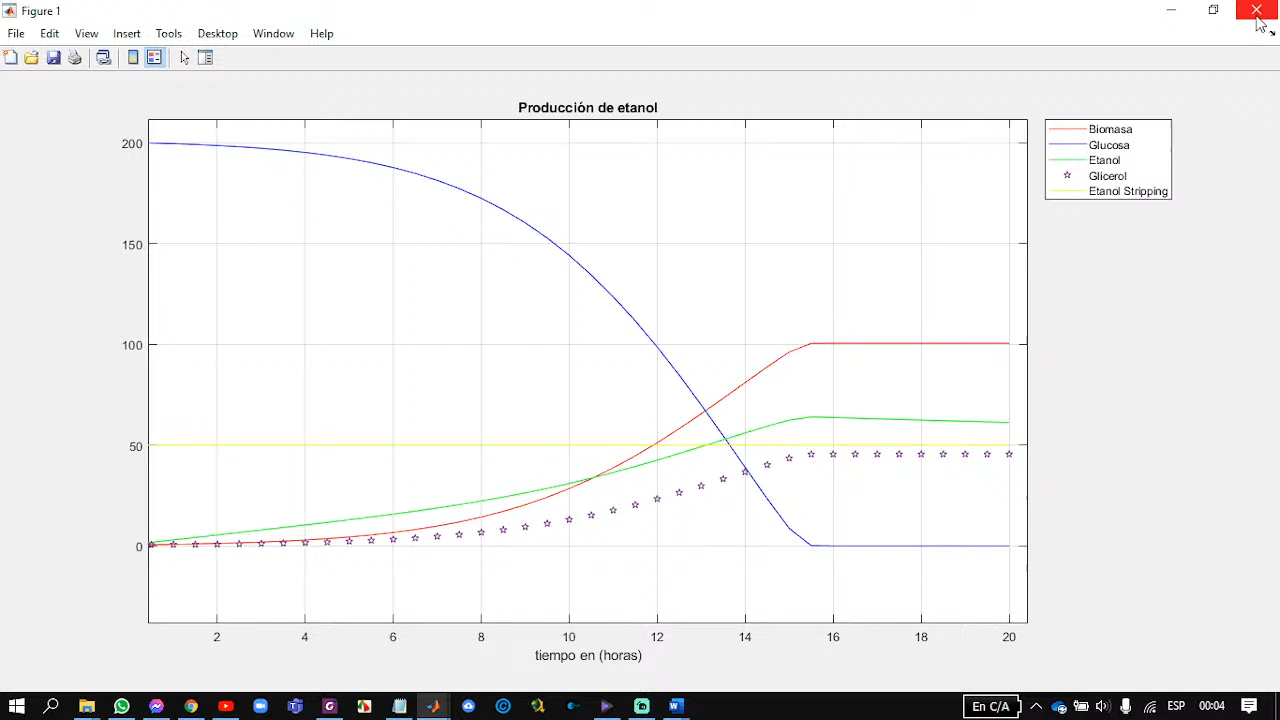 Figure 1
File Edit View Insert Tools Desktop Window Help
Producción de etanol
200
150
100
50
0
2 4 6 8 10 12 14 16 18 20
tiempo en (horas)
Biomasa
Glucosa
Etanol
Glicerol
Etanol Stripping
En C/A ESP 00:04